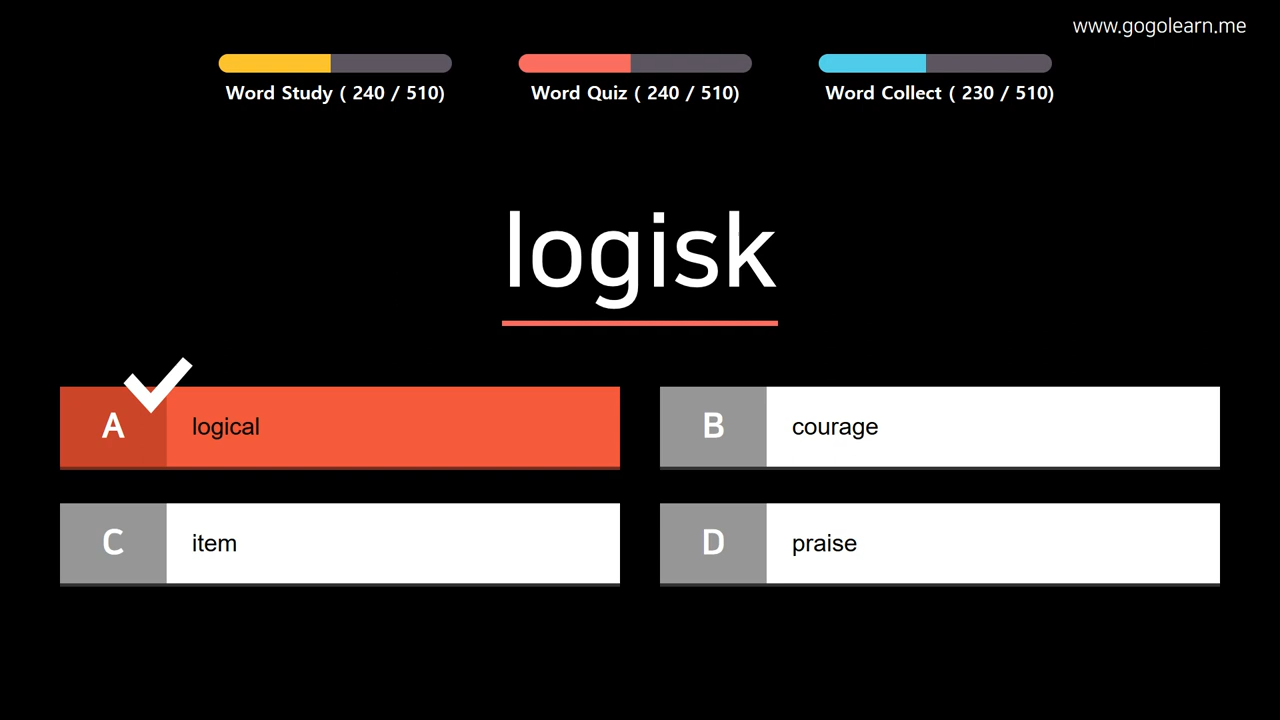 www.gogolearn.me
Word Study ( 240 / 510)
Word Quiz ( 240 / 510)
Word Collect ( 230 / 510)
logisk
A logical
B courage
C item
D praise